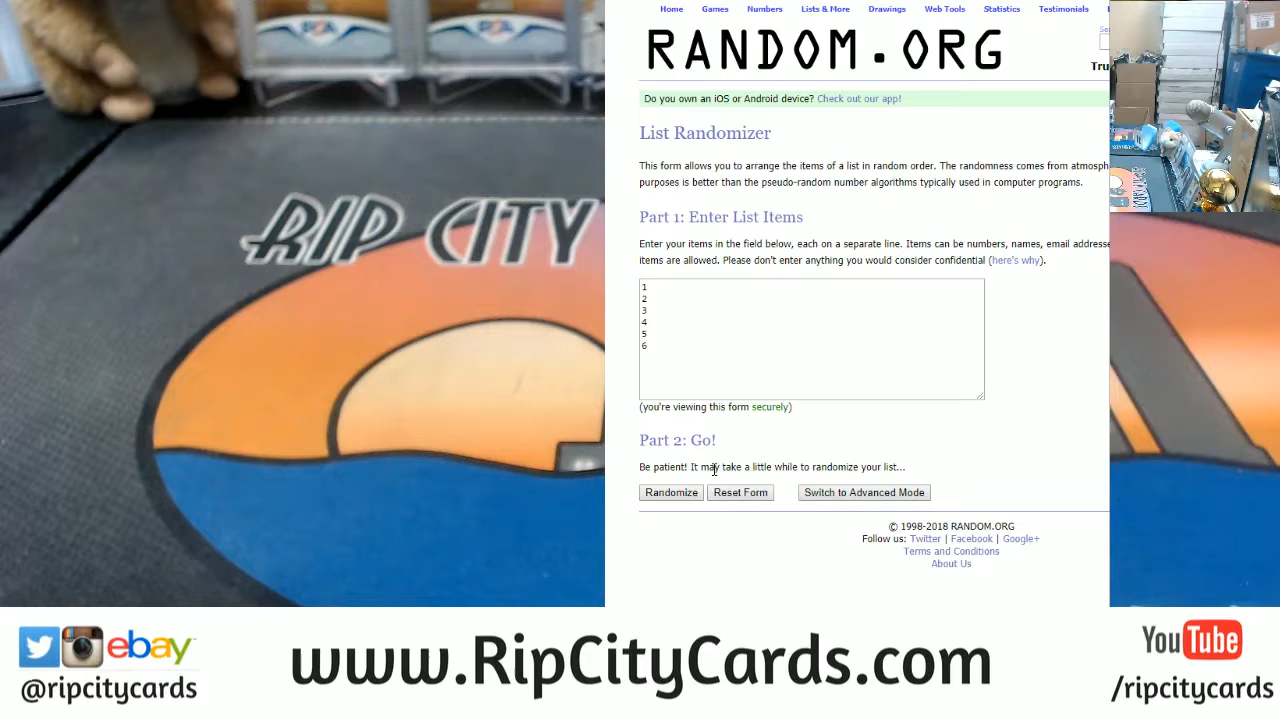 Home Games Numbers Lists & More Drawings Web Tools Statistics Testimonials
RANDOM.ORG
Tru
Do you own an iOS or Android device? Check out our app!
List Randomizer
This form allows you to arrange the items of a list in random order. The randomness comes from atmosph
purposes is better than the pseudo-random number algorithms typically used in computer programs.
Part 1: Enter List Items
Enter your items in the field below, each on a separate line. Items can be numbers, names, email addresse
items are allowed. Please don't enter anything you would consider confidential (here's why).
1
2
3
4
5
6
(you're viewing this form securely)
Part 2: Go!
Be patient! It may take a little while to randomize your list...
Randomize Reset Form Switch to Advanced Mode
© 1998-2018 RANDOM.ORG
Follow us: Twitter | Facebook | Google+
Terms and Conditions
About Us
RIP CITY
ebay
@ripcitycards
www.RipCityCards.com
YouTube
/ripcitycards